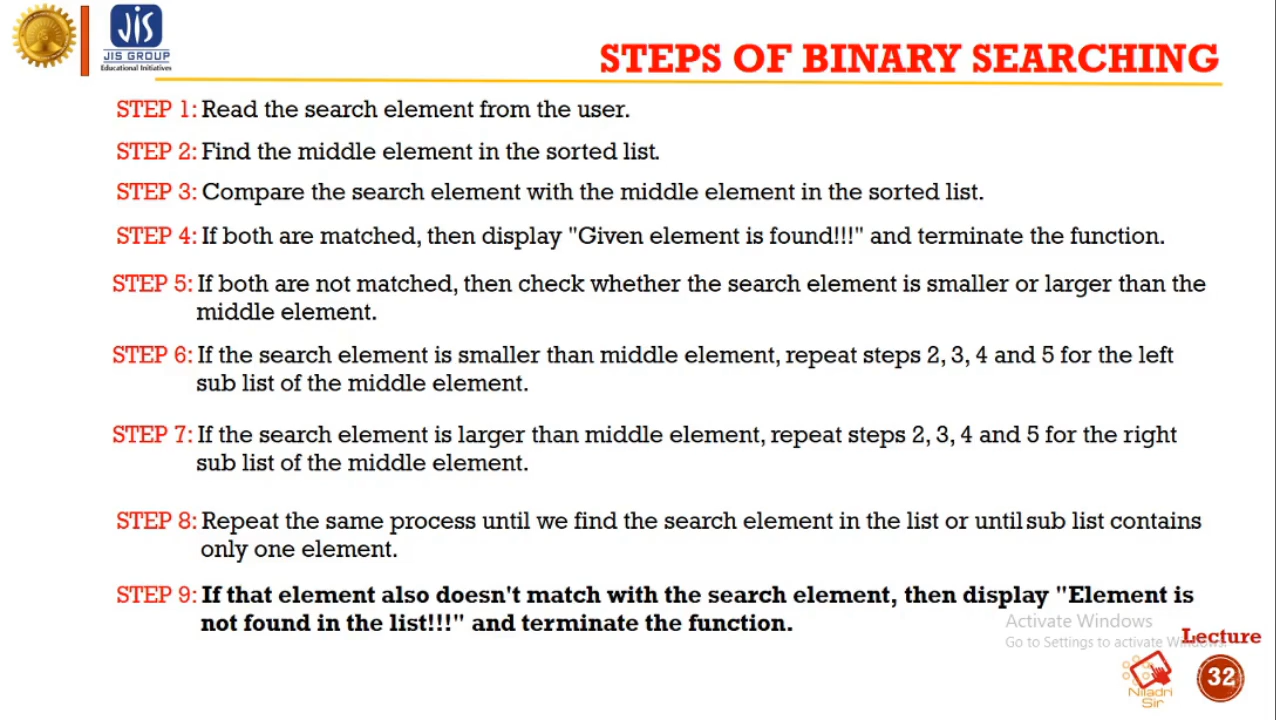 JIS
JIS GROUP
Educational Initiatives
STEPS OF BINARY SEARCHING
STEP 1: Read the search element from the user.
STEP 2: Find the middle element in the sorted list.
STEP 3: Compare the search element with the middle element in the sorted list.
STEP 4: If both are matched, then display "Given element is found!!!" and terminate the function.
STEP 5: If both are not matched, then check whether the search element is smaller or larger than the
middle element.
STEP 6: If the search element is smaller than middle element, repeat steps 2, 3, 4 and 5 for the left
sub list of the middle element.
STEP 7: If the search element is larger than middle element, repeat steps 2, 3, 4 and 5 for the right
sub list of the middle element.
STEP 8: Repeat the same process until we find the search element in the list or until sub list contains
only one element.
STEP 9: If that element also doesn't match with the search element, then display "Element is
not found in the list!!!" and terminate the function.
Activate Windows
Go to Settings to activate Windows.
Lecture
32
Niladri
Sir